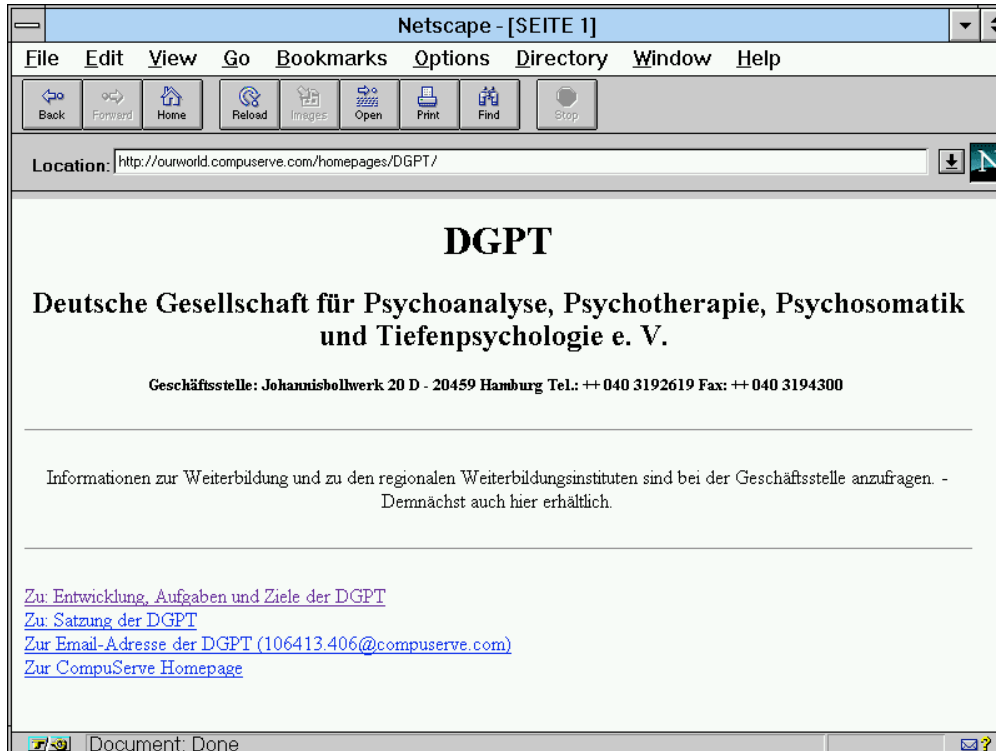 Netscape - [SEITE 1]
File Edit View Go Bookmarks Options Directory Window Help
Back Forward Home Reload Images Open Print Find Stop
Location: http://ourworld.compuserve.com/homepages/DGPT/
N
DGPT
Deutsche Gesellschaft für Psychoanalyse, Psychotherapie, Psychosomatik
und Tiefenpsychologie e. V.
Geschäftsstelle: Johannisbollwerk 20 D - 20459 Hamburg Tel.: ++ 040 3192619 Fax: ++ 040 3194300
Informationen zur Weiterbildung und zu den regionalen Weiterbildungsinstituten sind bei der Geschäftsstelle anzufragen. -
Demnächst auch hier erhältlich.
Zu: Entwicklung, Aufgaben und Ziele der DGPT
Zu: Satzung der DGPT
Zur Email-Adresse der DGPT (106413.406@compuserve.com)
Zur CompuServe Homepage
Document: Done